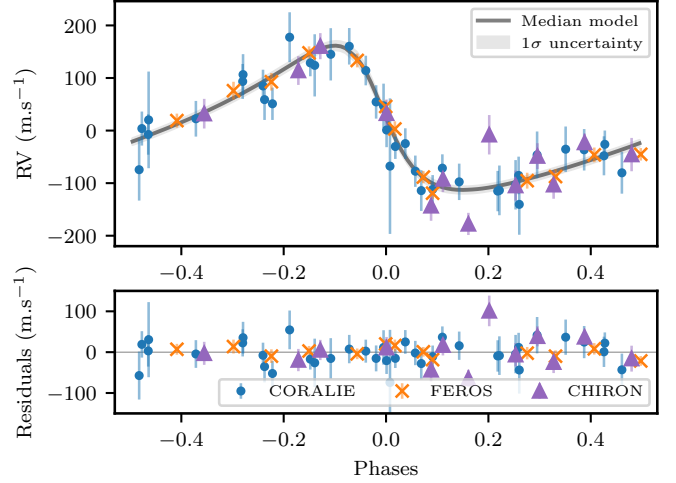 Median model
1σ uncertainty
RV (m.s⁻¹)
200
100
0
−100
−200
−0.4 −0.2 0.0 0.2 0.4
Residuals (m.s⁻¹)
100
0
−100
CORALIE FEROS CHIRON
−0.4 −0.2 0.0 0.2 0.4
Phases